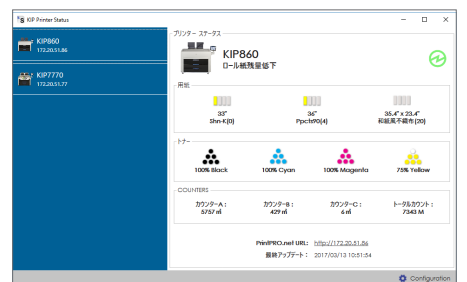 KIP Printer Status
KIP860
172.20.51.86
KIP7770
172.20.51.77
プリンター ステータス
KIP860
ロール紙残量低下
用紙
33" 36" 35.4" x 23.4"
Shn-K(0) Ppch90(4) 和紙風不織布(20)
トナー
100% Black 100% Cyan 100% Magenta 75% Yellow
COUNTERS
カウンターA： カウンターB： カウンターC： トータルカウント：
5757 ㎡ 429 ㎡ 6 ㎡ 7343 M
PrintPRO.net URL: http://172.20.51.86
最終アップデート： 2017/03/13 10:51:54
Configuration